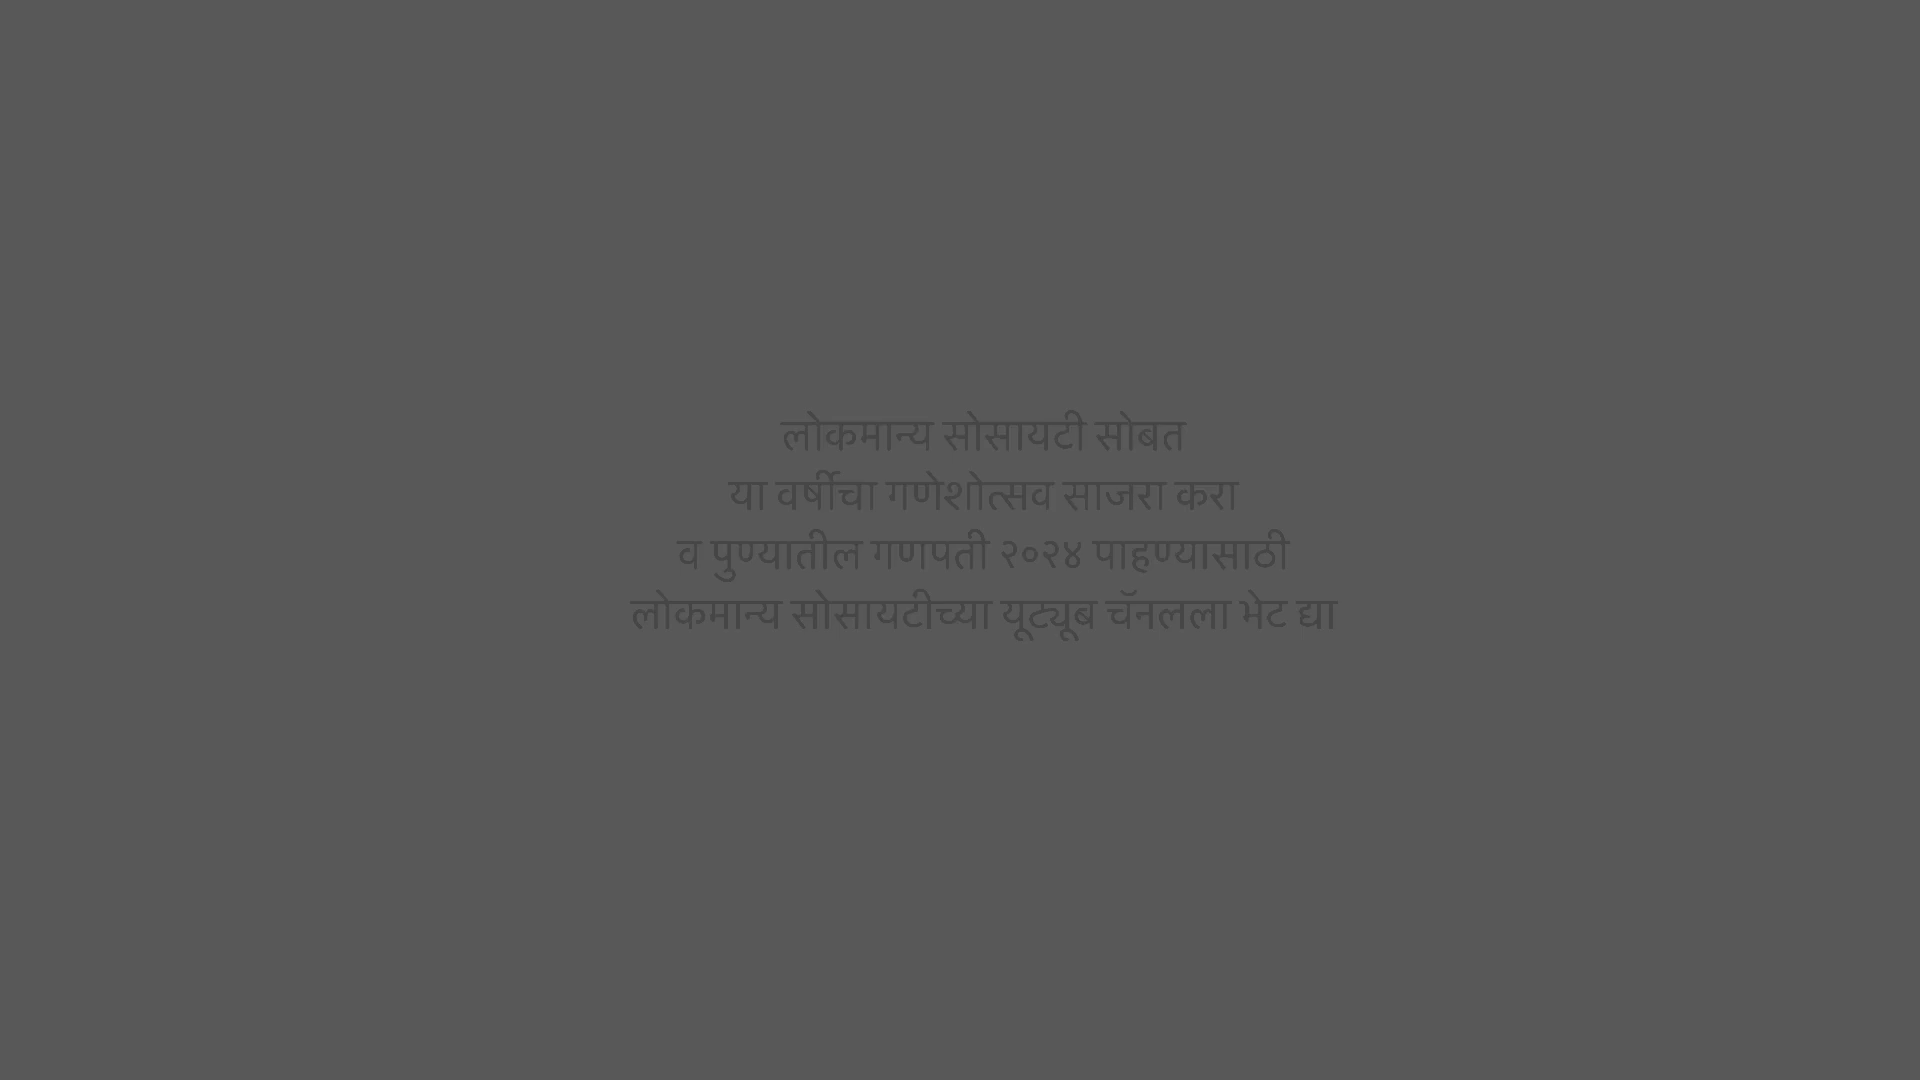 लोकमान्य सोसायटी सोबत
या वर्षीचा गणेशोत्सव साजरा करा
व पुण्यातील गणपती २०२४ पाहण्यासाठी
लोकमान्य सोसायटीच्या यूट्यूब चॅनलला भेट द्या